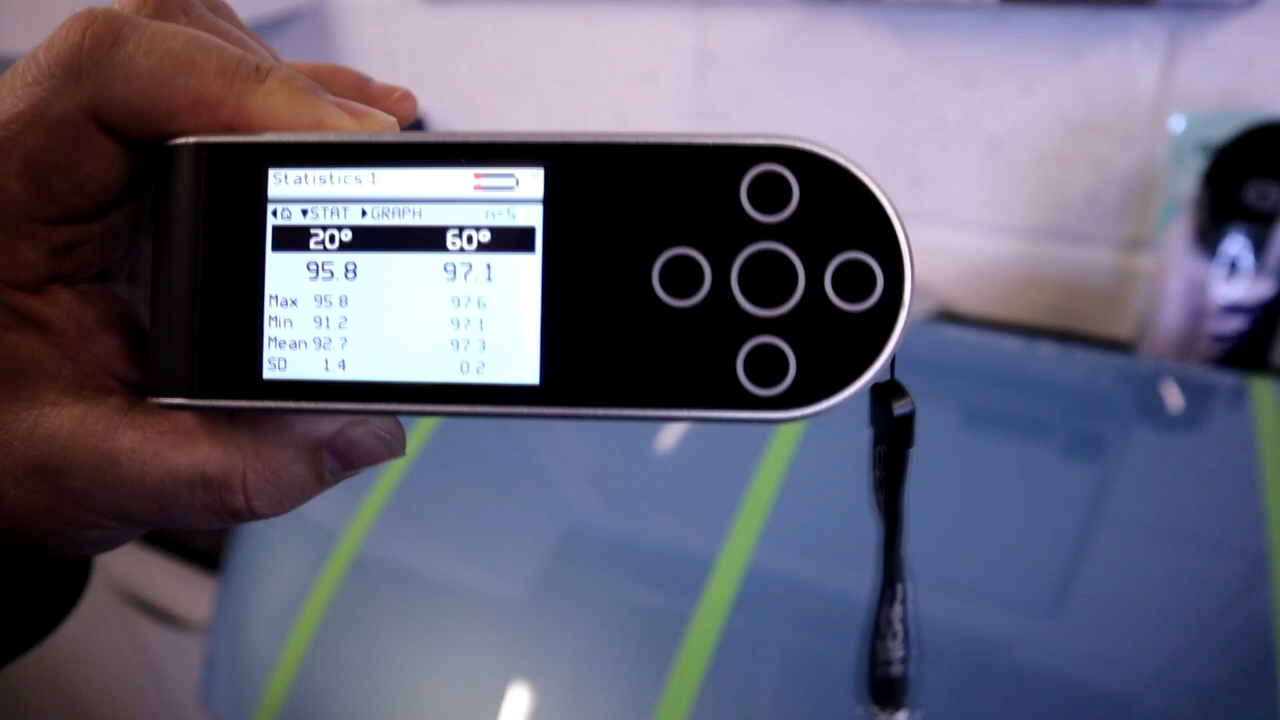 Statistics 1
STAT GRAPH n=5
20° 60°
95.8 97.1
Max 95.8 97.6
Min 91.2 97.1
Mean 92.7 97.3
SD 1.4 0.2